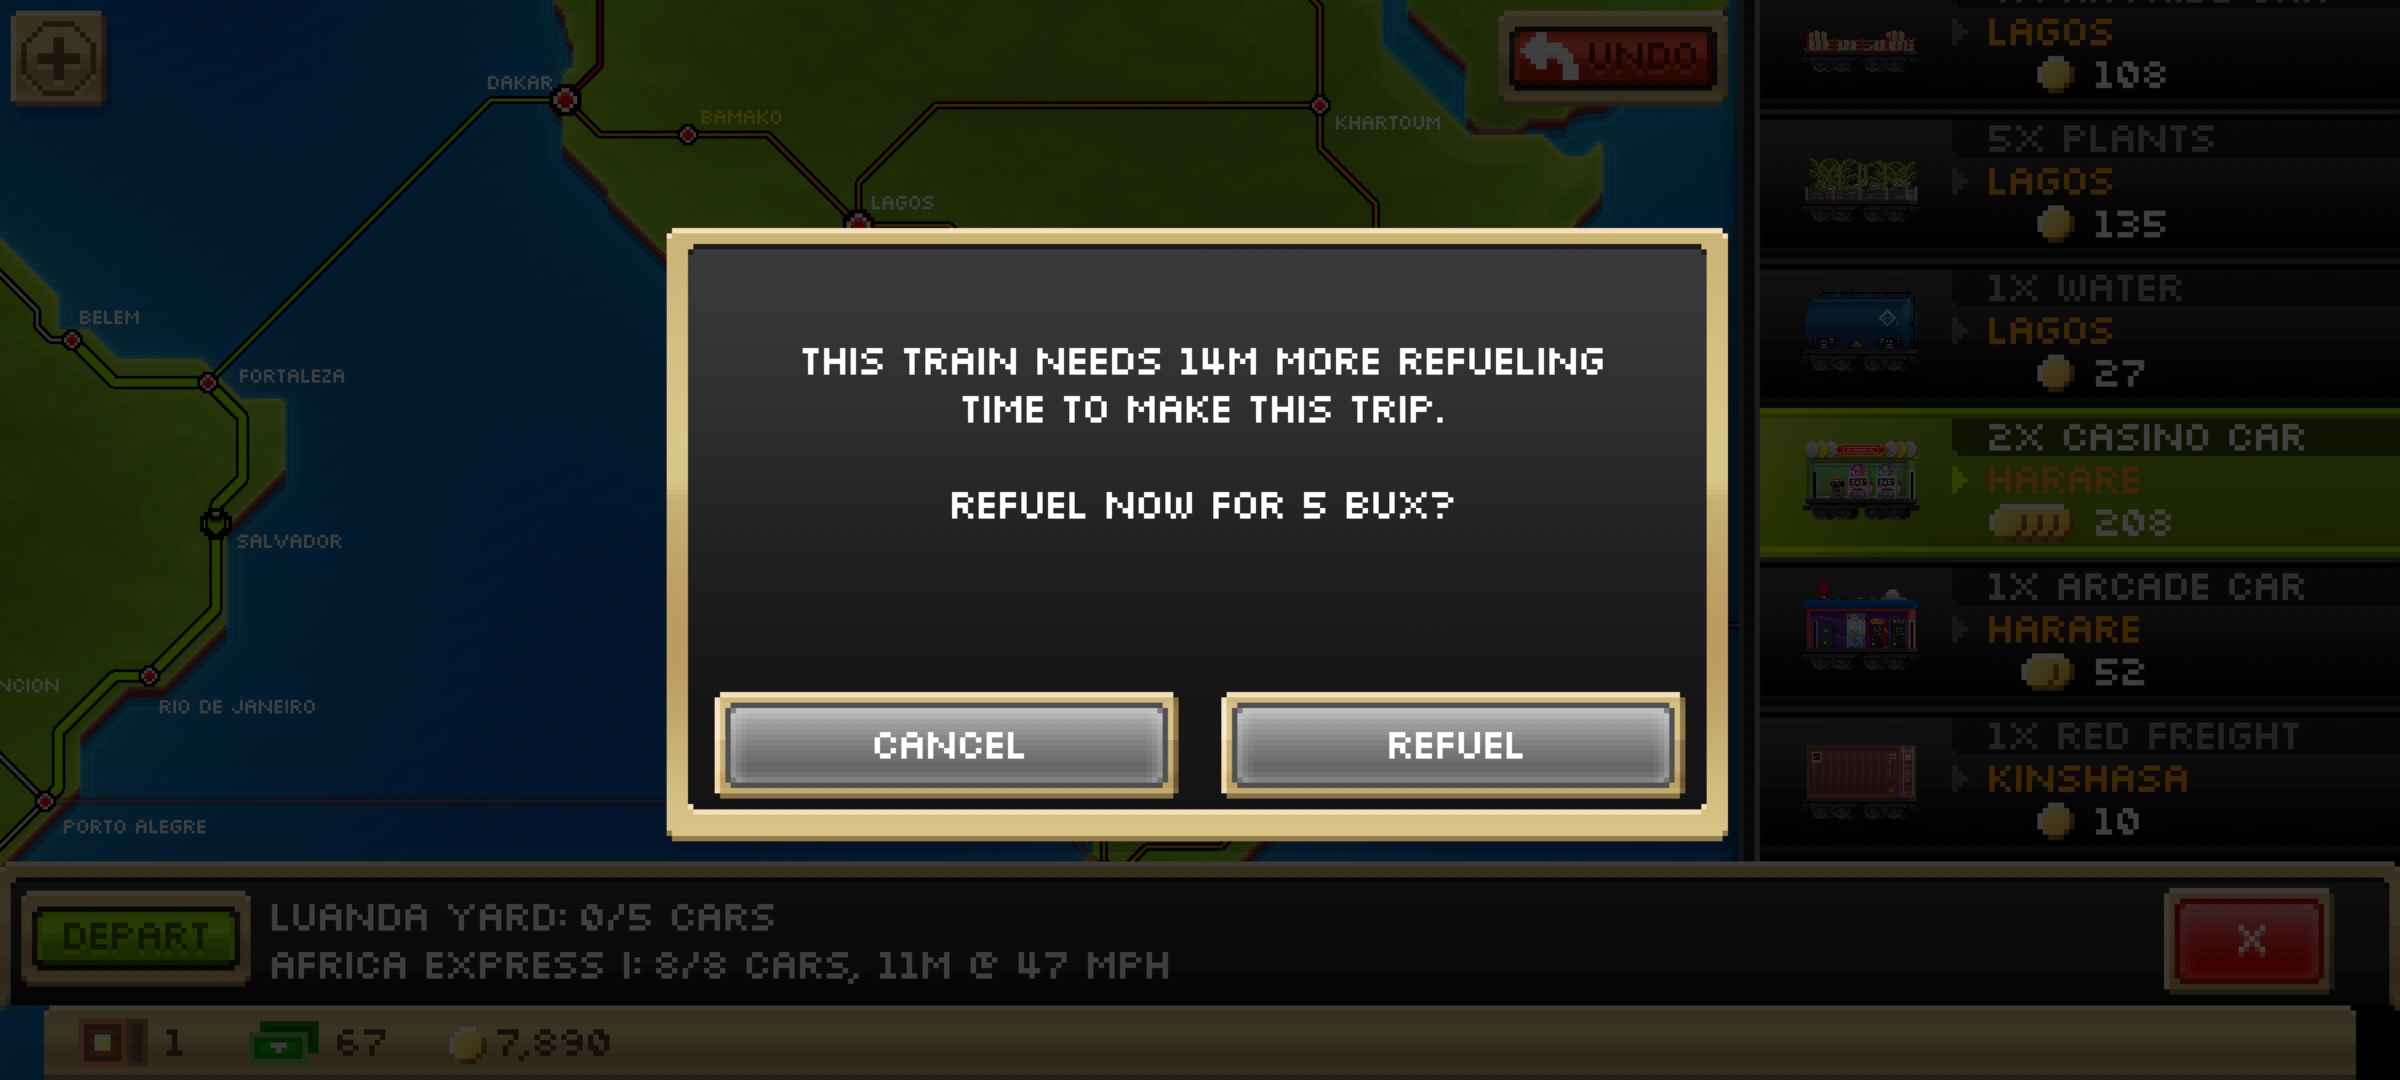 DAKAR
BAMAKO
LAGOS
KHARTOUM
BELEM
FORTALEZA
SALVADOR
NCION
RIO DE JANEIRO
PORTO ALEGRE
UNDO
THIS TRAIN NEEDS 14M MORE REFUELING
TIME TO MAKE THIS TRIP.
REFUEL NOW FOR 5 BUX?
CANCEL
REFUEL
LAGOS
108
5X PLANTS
LAGOS
135
1X WATER
LAGOS
27
2X CASINO CAR
HARARE
208
1X ARCADE CAR
HARARE
52
1X RED FREIGHT
KINSHASA
10
DEPART
LUANDA YARD: 0/5 CARS
AFRICA EXPRESS I: 8/8 CARS, 11M @ 47 MPH
X
1
67
7,890